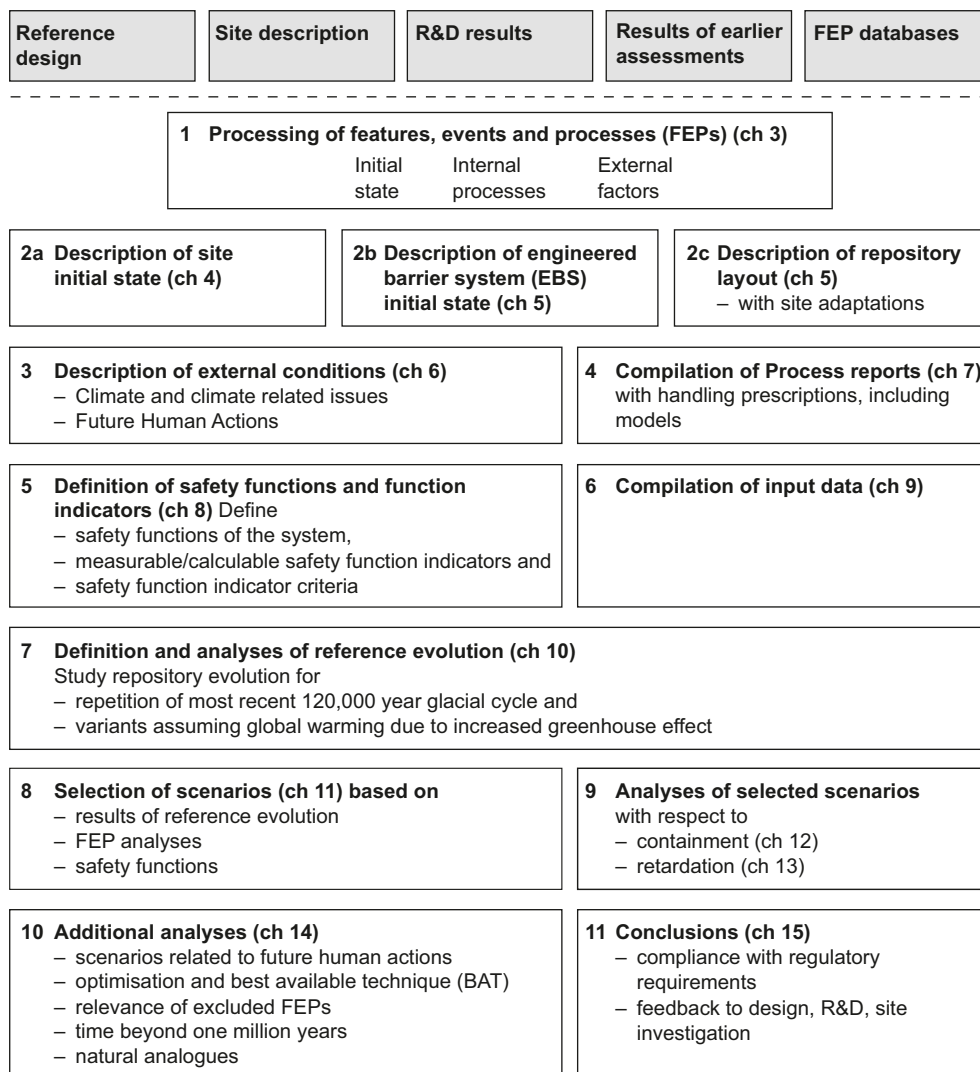 Reference
design
Site description
R&D results
Results of earlier
assessments
FEP databases
1 Processing of features, events and processes (FEPs) (ch 3)
Initial
state
Internal
processes
External
factors
2a Description of site
initial state (ch 4)
2b Description of engineered
barrier system (EBS)
initial state (ch 5)
2c Description of repository
layout (ch 5)
– with site adaptations
3 Description of external conditions (ch 6)
– Climate and climate related issues
– Future Human Actions
4 Compilation of Process reports (ch 7)
with handling prescriptions, including
models
5 Definition of safety functions and function
indicators (ch 8) Define
– safety functions of the system,
– measurable/calculable safety function indicators and
– safety function indicator criteria
6 Compilation of input data (ch 9)
7 Definition and analyses of reference evolution (ch 10)
Study repository evolution for
– repetition of most recent 120,000 year glacial cycle and
– variants assuming global warming due to increased greenhouse effect
8 Selection of scenarios (ch 11) based on
– results of reference evolution
– FEP analyses
– safety functions
9 Analyses of selected scenarios
with respect to
– containment (ch 12)
– retardation (ch 13)
10 Additional analyses (ch 14)
– scenarios related to future human actions
– optimisation and best available technique (BAT)
– relevance of excluded FEPs
– time beyond one million years
– natural analogues
11 Conclusions (ch 15)
– compliance with regulatory
requirements
– feedback to design, R&D, site
investigation